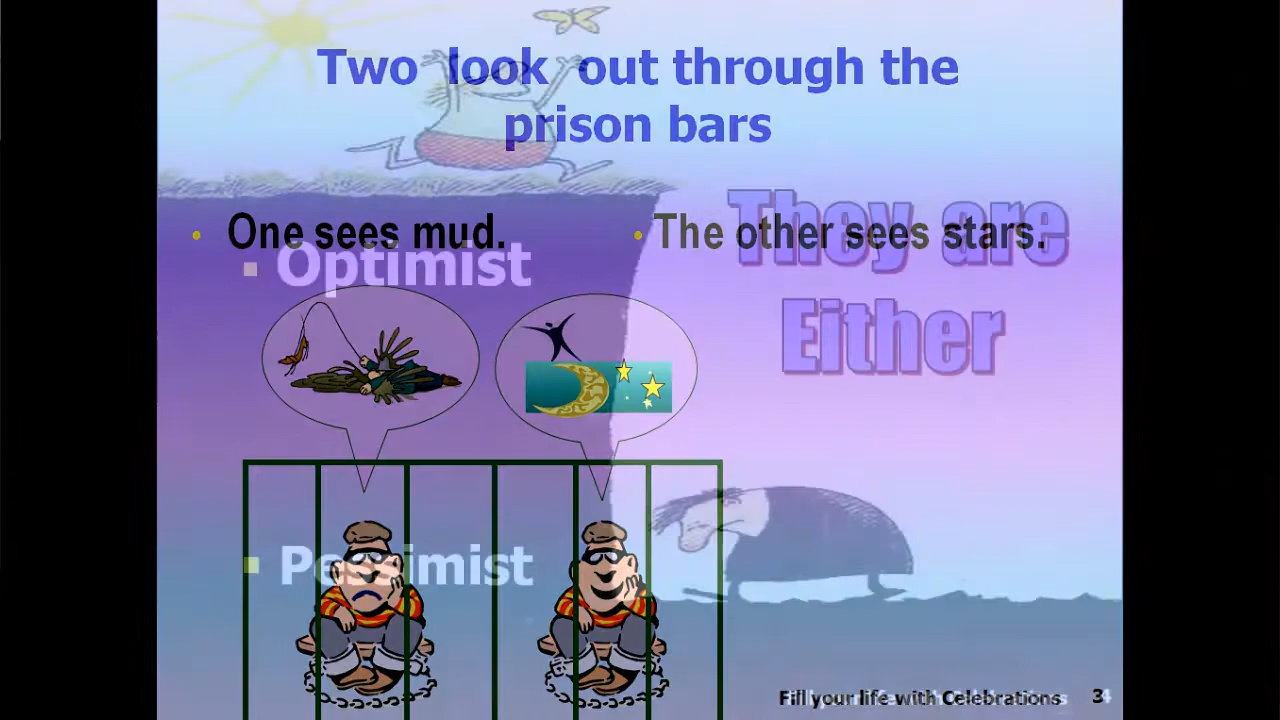 Two look out through the
prison bars
One sees mud.
The other sees stars.
They are
Either
Optimist
Pessimist
Fill your life with Celebrations
3
4